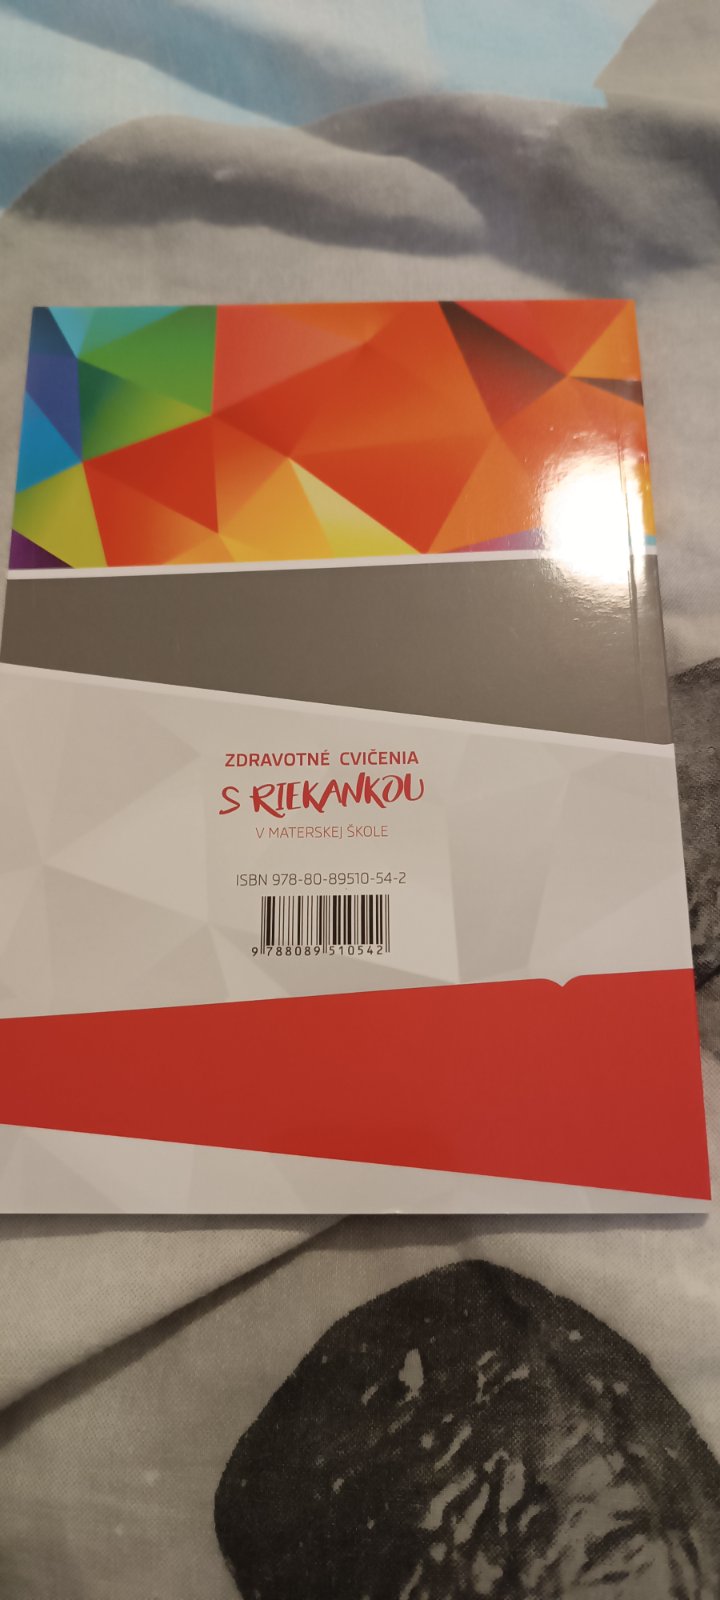 ZDRAVOTNÉ CVIČENIA
S RIEKANKOU
V MATERSKEJ ŠKOLE
ISBN 978-80-89510-54-2
9 788089 510542